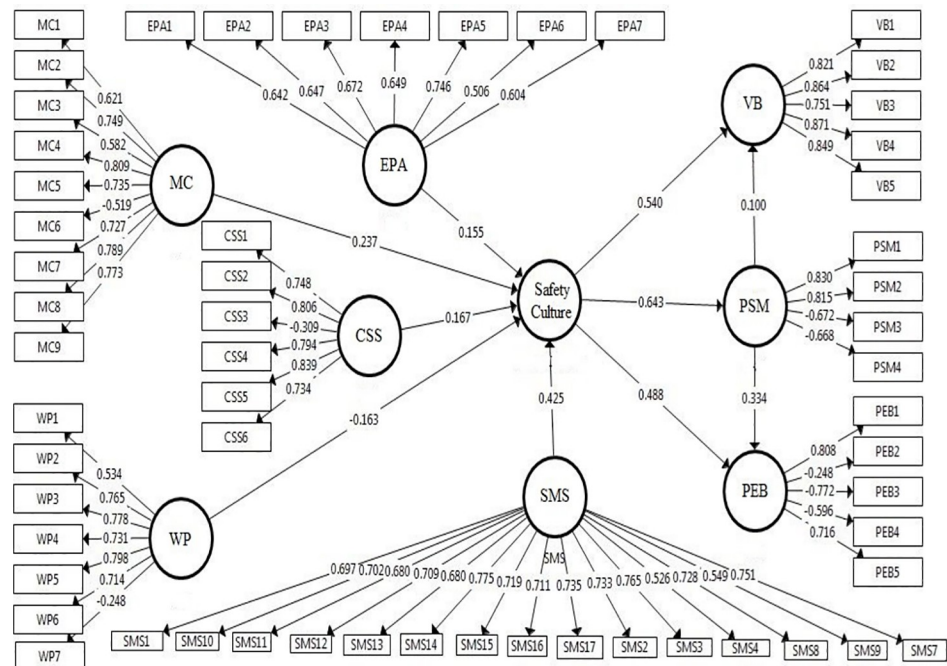 MC1
MC2
MC3
MC4
MC5
MC6
MC7
MC8
MC9
0.621
0.749
0.582
0.809
0.735
-0.519
0.727
0.789
0.773
MC
EPA1
EPA2
EPA3
EPA4
EPA5
EPA6
EPA7
0.642
0.647
0.672
0.649
0.746
0.506
0.604
EPA
CSS1
CSS2
CSS3
CSS4
CSS5
CSS6
0.748
0.806
-0.309
0.794
0.839
0.734
CSS
WP1
WP2
WP3
WP4
WP5
WP6
WP7
0.534
0.765
0.778
0.731
0.798
0.714
-0.248
WP
0.237
0.155
0.167
-0.163
0.425
Safety
Culture
0.540
0.643
0.488
0.100
0.334
VB
0.821
0.864
0.751
0.871
0.849
VB1
VB2
VB3
VB4
VB5
PSM
0.830
0.815
-0.672
-0.668
PSM1
PSM2
PSM3
PSM4
PEB
0.808
-0.248
-0.772
-0.596
0.716
PEB1
PEB2
PEB3
PEB4
PEB5
SMS
SMS
0.697 0.702 0.680 0.709 0.680 0.775 0.719 0.711 0.735 0.733 0.765 0.526 0.728 0.549 0.751
SMS1 SMS10 SMS11 SMS12 SMS13 SMS14 SMS15 SMS16 SMS17 SMS2 SMS3 SMS4 SMS8 SMS9 SMS7